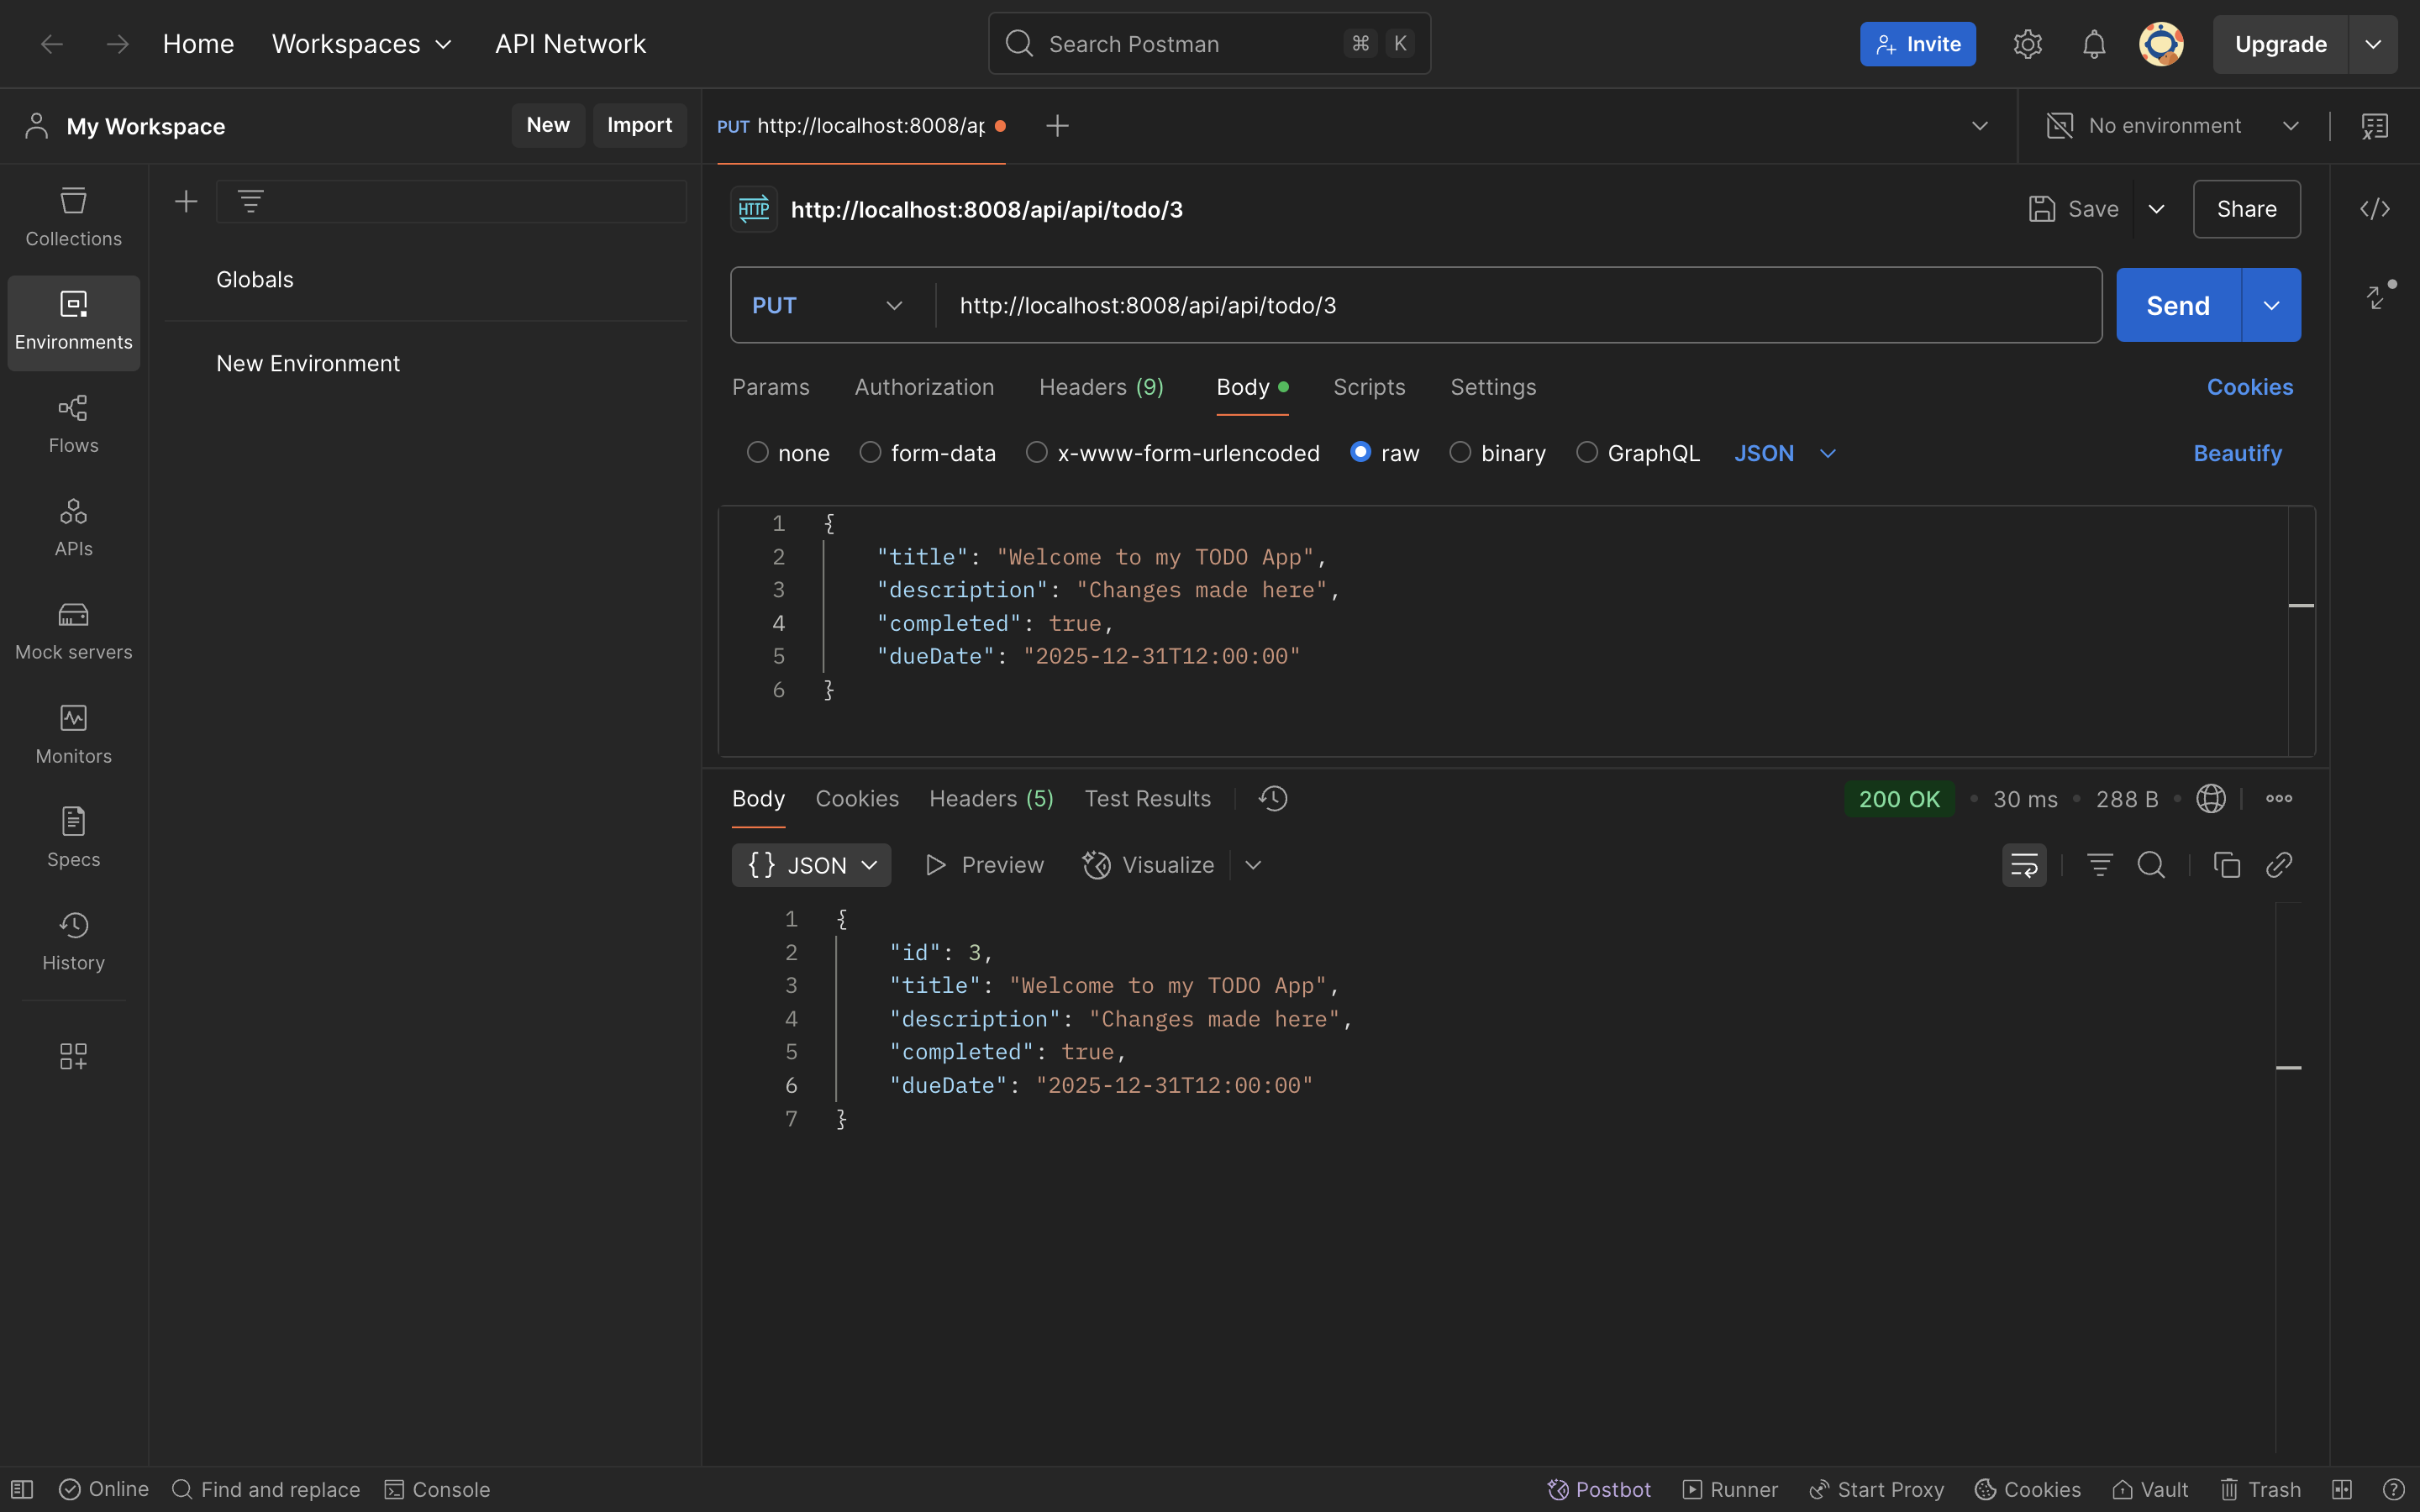 Home Workspaces API Network Search Postman ⌘ K Invite Upgrade
My Workspace New Import
PUT http://localhost:8008/ap No environment
Collections
Environments
Flows
APIs
Mock servers
Monitors
Specs
History
Globals
New Environment
HTTP http://localhost:8008/api/api/todo/3 Save Share
PUT http://localhost:8008/api/api/todo/3 Send
Params Authorization Headers (9) Body Scripts Settings Cookies
none form-data x-www-form-urlencoded raw binary GraphQL JSON Beautify
1 {
2 "title": "Welcome to my TODO App",
3 "description": "Changes made here",
4 "completed": true,
5 "dueDate": "2025-12-31T12:00:00"
6 }
Body Cookies Headers (5) Test Results 200 OK • 30 ms • 288 B •
{} JSON Preview Visualize
1 {
2 "id": 3,
3 "title": "Welcome to my TODO App",
4 "description": "Changes made here",
5 "completed": true,
6 "dueDate": "2025-12-31T12:00:00"
7 }
Online Find and replace Console Postbot Runner Start Proxy Cookies Vault Trash